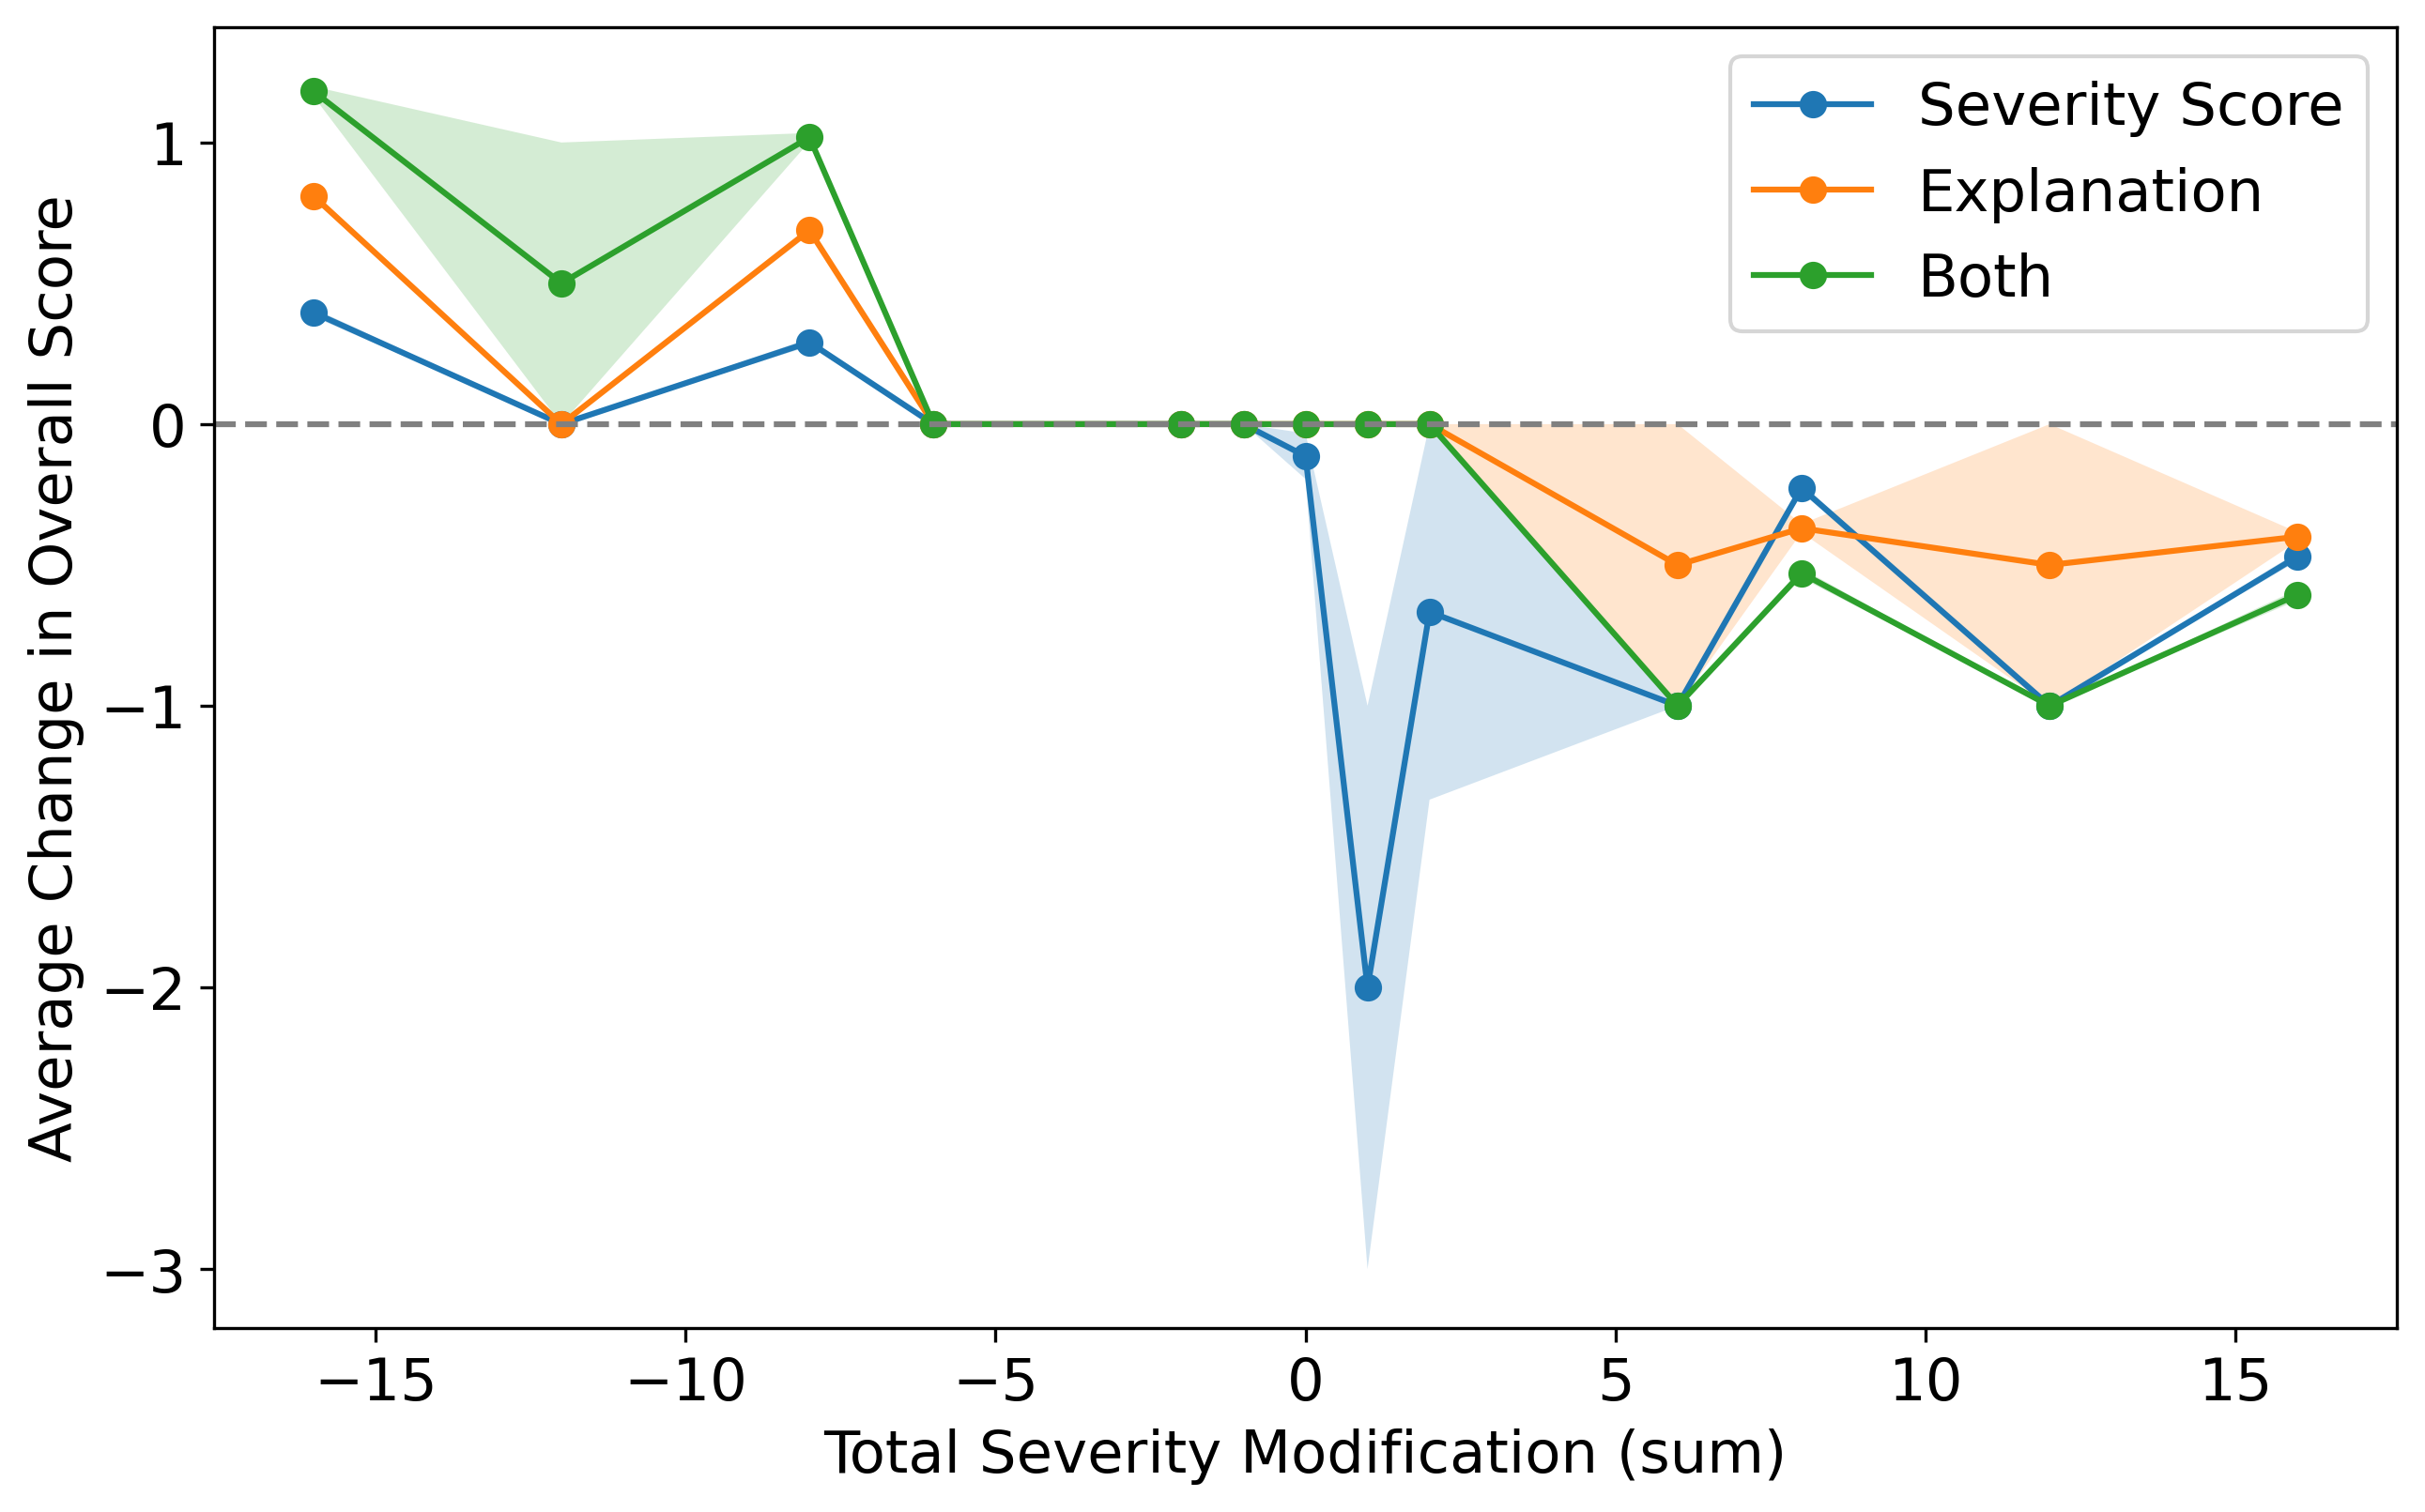 Severity Score
Explanation
Both
Average Change in Overall Score
1
0
−1
−2
−3
−15
−10
−5
0
5
10
15
Total Severity Modification (sum)